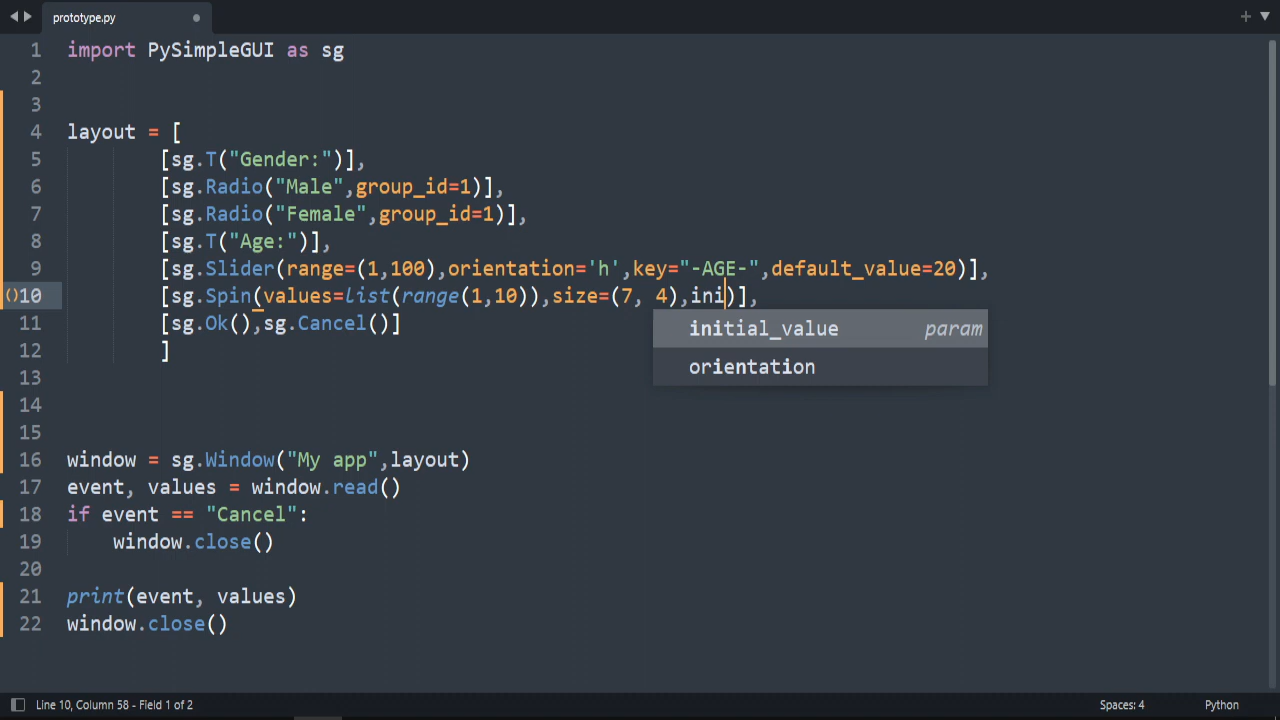 prototype.py
1 import PySimpleGUI as sg
2
3
4 layout = [
5 [sg.T("Gender:")],
6 [sg.Radio("Male",group_id=1)],
7 [sg.Radio("Female",group_id=1)],
8 [sg.T("Age:")],
9 [sg.Slider(range=(1,100),orientation='h',key="-AGE-",default_value=20)],
()10 [sg.Spin(values=list(range(1,10)),size=(7, 4),ini)],
initial_value param
11 [sg.Ok(),sg.Cancel()]
orientation
12 ]
13
14
15
16 window = sg.Window("My app",layout)
17 event, values = window.read()
18 if event == "Cancel":
19 window.close()
20
21 print(event, values)
22 window.close()
Line 10, Column 58 - Field 1 of 2 Spaces: 4 Python